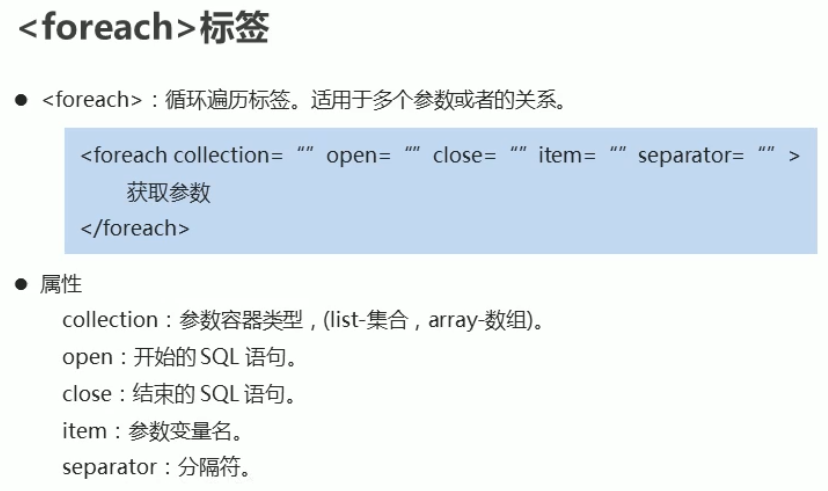 <foreach>标签
● <foreach>：循环遍历标签。适用于多个参数或者的关系。
<foreach collection= “” open= “” close= “” item= “” separator= “” >
获取参数
</foreach>
● 属性
collection：参数容器类型，(list-集合，array-数组)。
open：开始的 SQL 语句。
close：结束的 SQL 语句。
item：参数变量名。
separator：分隔符。